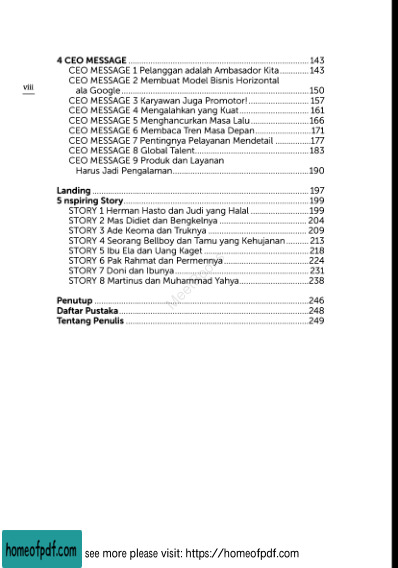 viii
4 CEO MESSAGE 143
CEO MESSAGE 1 Pelanggan adalah Ambasador Kita 143
CEO MESSAGE 2 Membuat Model Bisnis Horizontal
ala Google 150
CEO MESSAGE 3 Karyawan Juga Promotor! 157
CEO MESSAGE 4 Mengalahkan yang Kuat 161
CEO MESSAGE 5 Menghancurkan Masa Lalu 166
CEO MESSAGE 6 Membaca Tren Masa Depan 171
CEO MESSAGE 7 Pentingnya Pelayanan Mendetail 177
CEO MESSAGE 8 Global Talent 183
CEO MESSAGE 9 Produk dan Layanan
Harus Jadi Pengalaman 190
Landing 197
5 nspiring Story 199
STORY 1 Herman Hasto dan Judi yang Halal 199
STORY 2 Mas Didiet dan Bengkelnya 204
STORY 3 Ade Keoma dan Truknya 209
STORY 4 Seorang Bellboy dan Tamu yang Kehujanan 213
STORY 5 Ibu Ela dan Uang Kaget 218
STORY 6 Pak Rahmat dan Permennya 224
STORY 7 Doni dan Ibunya 231
STORY 8 Martinus dan Muhammad Yahya 238
Penutup 246
Daftar Pustaka 248
Tentang Penulis 249
homeofpdf.com
see more please visit: https://homeofpdf.com